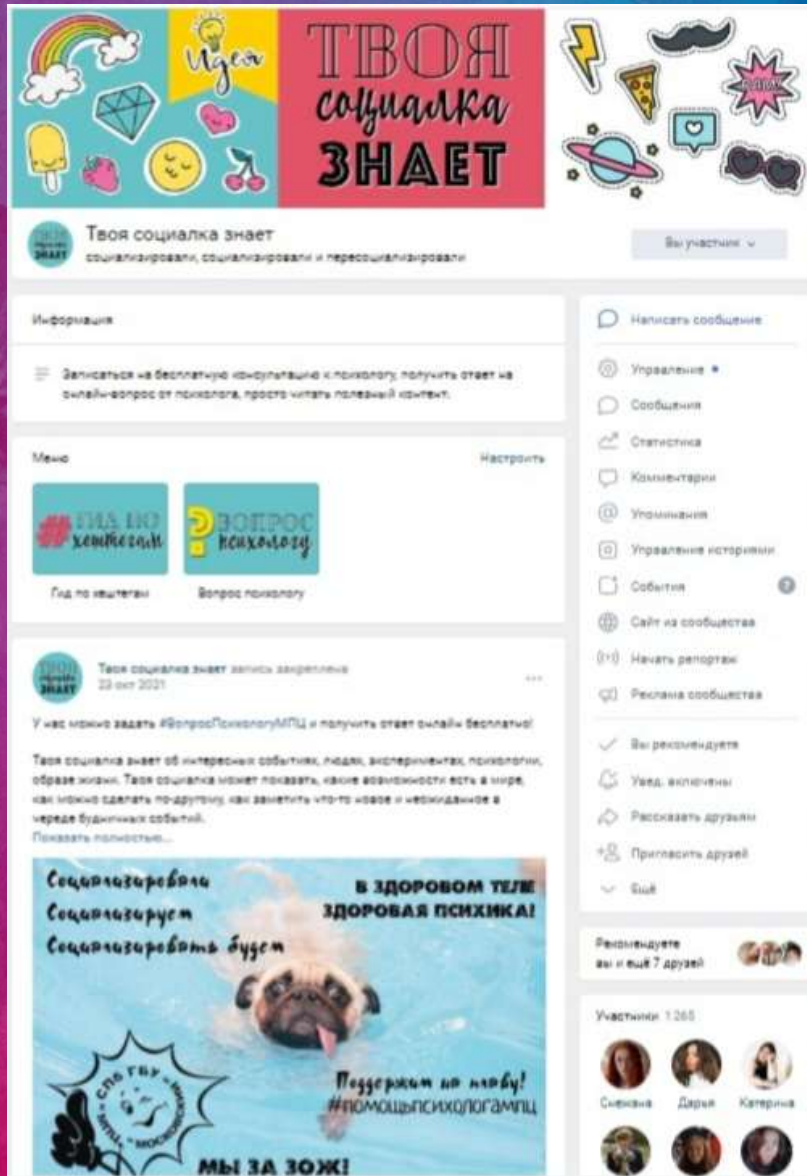 Идея
ТВОЯ
социалка
ЗНАЕТ
Твоя социалка знает
социализировали, социализировали и пересоциализировали
Вы участник
Информация
Записаться на бесплатную консультацию к психологу, получить ответ на
онлайн-вопрос от психолога, просто читать полезный контент.
Меню
Настроить
#ГИД ПО
хештегам
?ВОПРОС
психологу
Гид по хештегам
Вопрос психологу
Твоя социалка знает запись закреплена
23 окт 2021
У нас можно задать #ВопросПсихологуМПЦ и получить ответ онлайн бесплатно!
Твоя социалка знает об интересных событиях, людях, экспериментах, психологии,
образе жизни. Твоя социалка может показать, какие возможности есть в мире,
как можно сделать по-другому, как заметить что-то новое и неожиданное в
череде будничных событий.
Показать полностью...
Социализировали
Социализируем
Социализировать будем
В ЗДОРОВОМ ТЕЛЕ
ЗДОРОВАЯ ПСИХИКА!
СПб ГБУ
Поддержим на плаву!
#ПОМОЩЬПСИХОЛОГАМПЦ
МЫ ЗА ЗОЖ!
Написать сообщение
Управление
Сообщения
Статистика
Комментарии
Упоминания
Управление историями
События
?
Сайт из сообщества
Начать репортаж
Реклама сообщества
Вы рекомендуете
Увед. включены
Рассказать друзьям
Пригласить друзей
Ещё
Рекомендуете
вы и ещё 7 друзей
Участники 1 265
Снежана
Дарья
Катерина